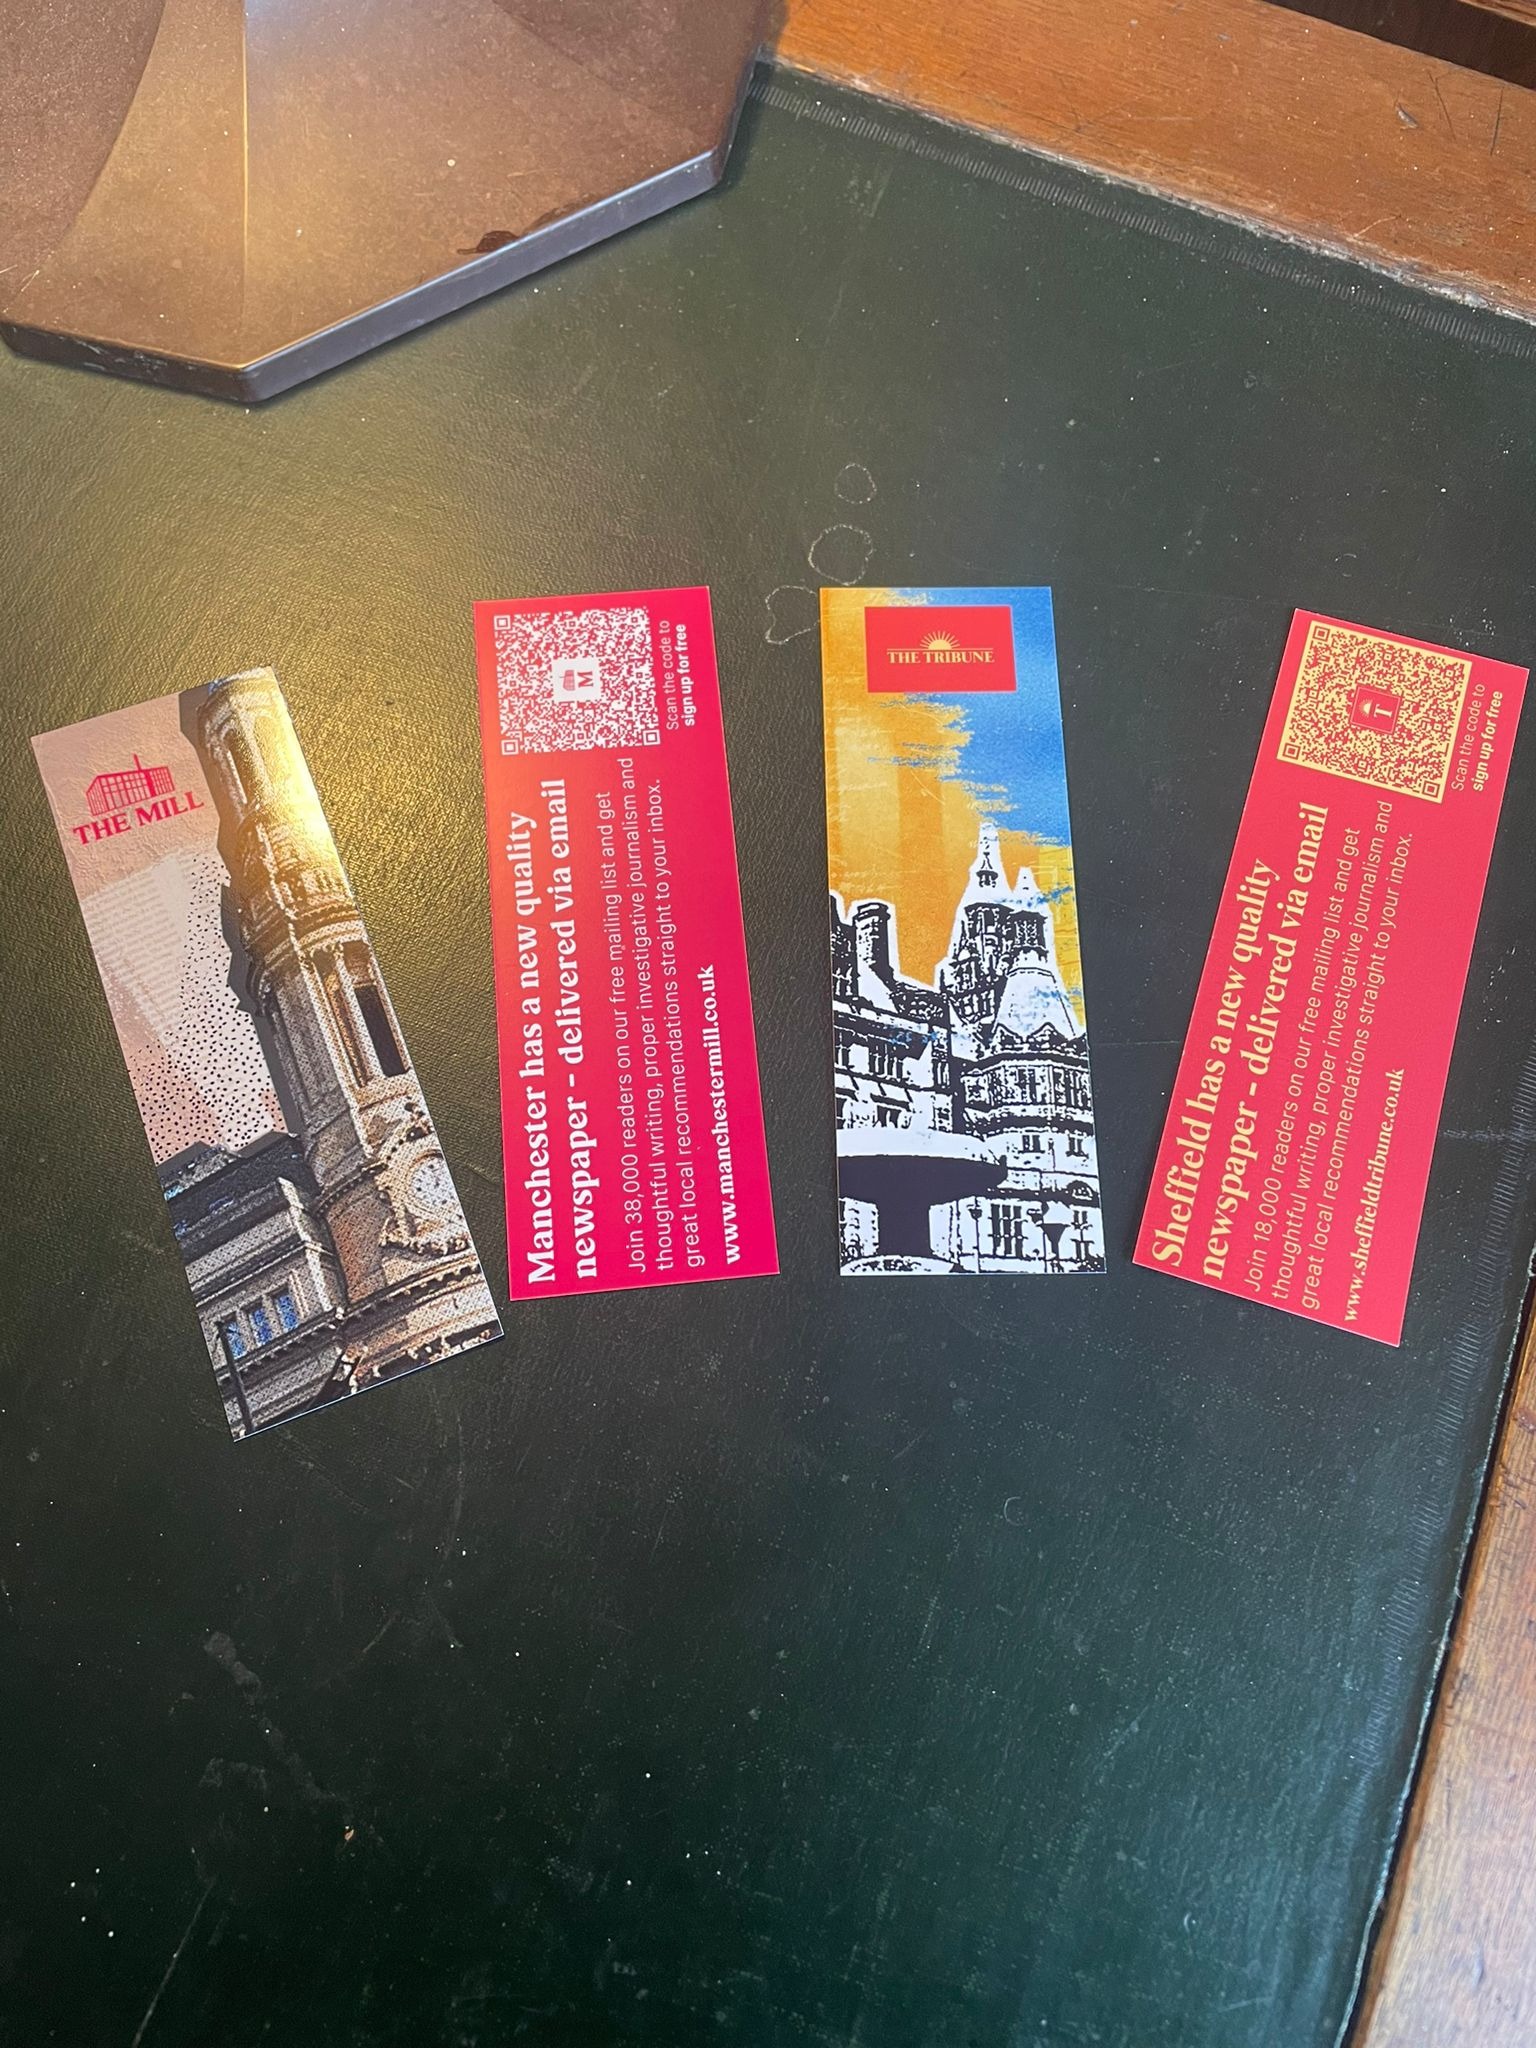 THE MILL
Manchester has a new quality
newspaper - delivered via email
Join 38,000 readers on our free mailing list and get
thoughtful writing, proper investigative journalism and
great local recommendations straight to your inbox.
www.manchestermill.co.uk
M
Scan the code to
sign up for free
THE TRIBUNE
Sheffield has a new quality
newspaper - delivered via email
Join 18,000 readers on our free mailing list and get
thoughtful writing, proper investigative journalism and
great local recommendations straight to your inbox.
www.sheffieldtribune.co.uk
T
Scan the code to
sign up for free